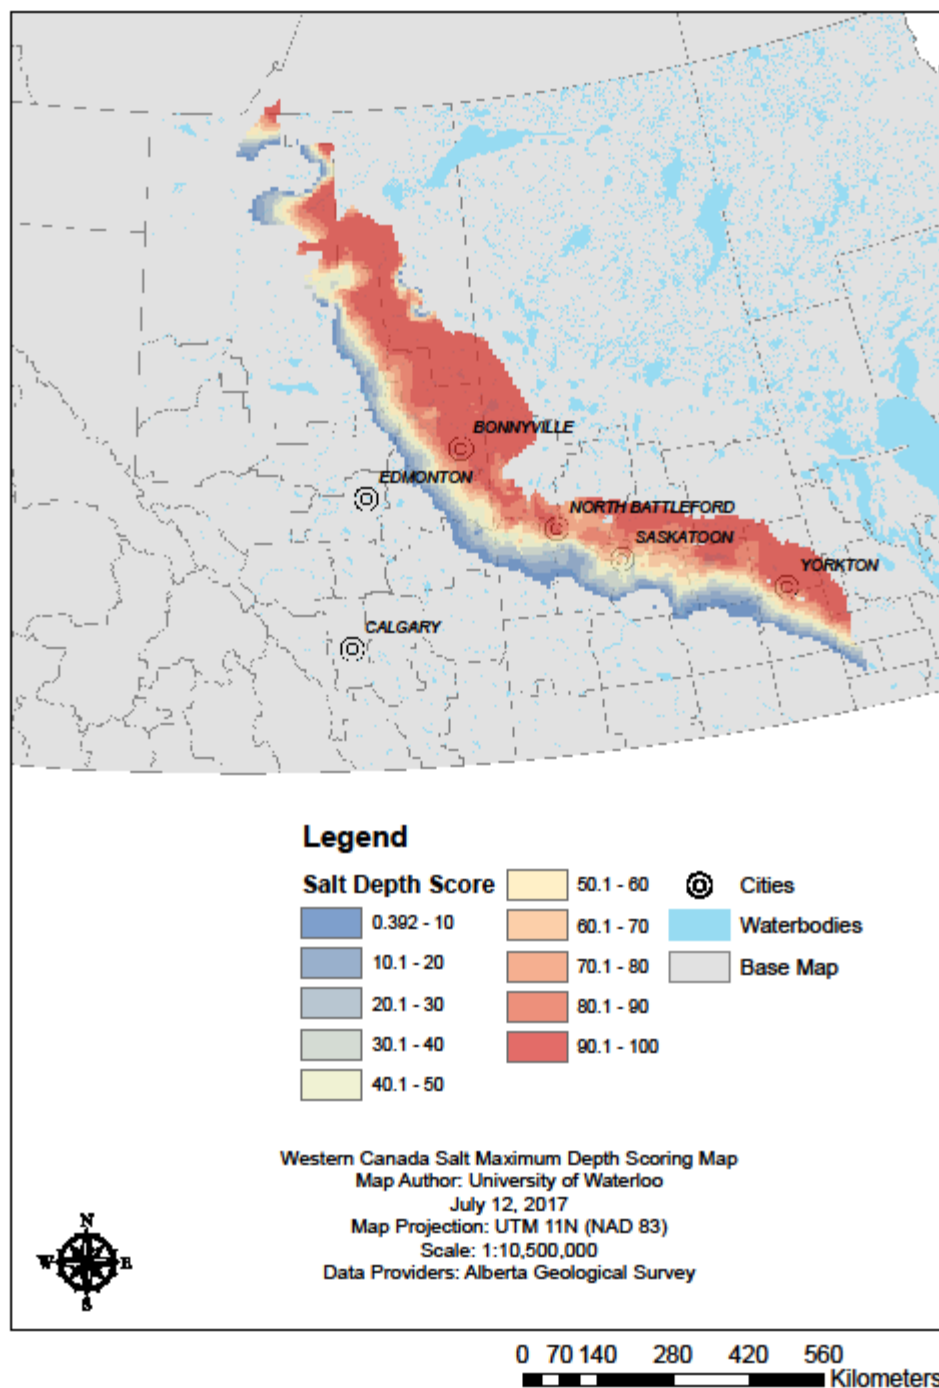 BONNYVILLE
EDMONTON
NORTH BATTLEFORD
SASKATOON
YORKTON
CALGARY
Legend
Salt Depth Score
0.392 - 10
10.1 - 20
20.1 - 30
30.1 - 40
40.1 - 50
50.1 - 60
60.1 - 70
70.1 - 80
80.1 - 90
90.1 - 100
Cities
Waterbodies
Base Map
Western Canada Salt Maximum Depth Scoring Map
Map Author: University of Waterloo
July 12, 2017
Map Projection: UTM 11N (NAD 83)
Scale: 1:10,500,000
Data Providers: Alberta Geological Survey
N
W E
S
0 70 140 280 420 560
Kilometers